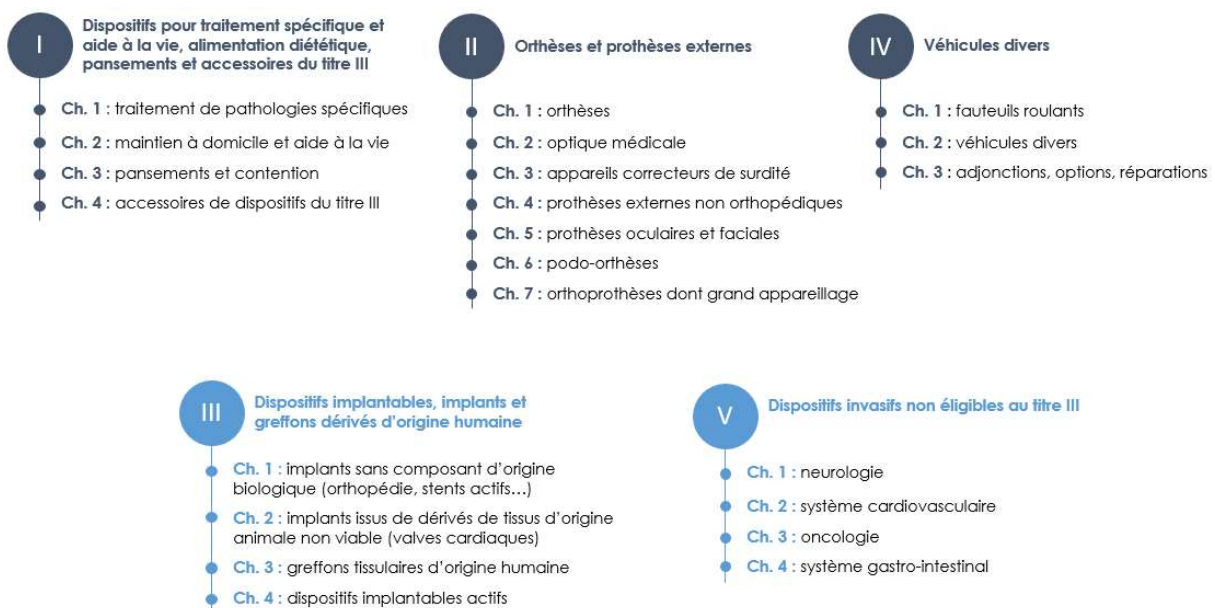 I
Dispositifs pour traitement spécifique et
aide à la vie, alimentation diététique,
pansements et accessoires du titre III
Ch. 1 : traitement de pathologies spécifiques
Ch. 2 : maintien à domicile et aide à la vie
Ch. 3 : pansements et contention
Ch. 4 : accessoires de dispositifs du titre III
II
Orthèses et prothèses externes
Ch. 1 : orthèses
Ch. 2 : optique médicale
Ch. 3 : appareils correcteurs de surdité
Ch. 4 : prothèses externes non orthopédiques
Ch. 5 : prothèses oculaires et faciales
Ch. 6 : podo-orthèses
Ch. 7 : orthoprothèses dont grand appareillage
IV
Véhicules divers
Ch. 1 : fauteuils roulants
Ch. 2 : véhicules divers
Ch. 3 : adjonctions, options, réparations
III
Dispositifs implantables, implants et
greffons dérivés d'origine humaine
Ch. 1 : implants sans composant d'origine
biologique (orthopédie, stents actifs...)
Ch. 2 : implants issus de dérivés de tissus d'origine
animale non viable (valves cardiaques)
Ch. 3 : greffons tissulaires d'origine humaine
Ch. 4 : dispositifs implantables actifs
V
Dispositifs invasifs non éligibles au titre III
Ch. 1 : neurologie
Ch. 2 : système cardiovasculaire
Ch. 3 : oncologie
Ch. 4 : système gastro-intestinal